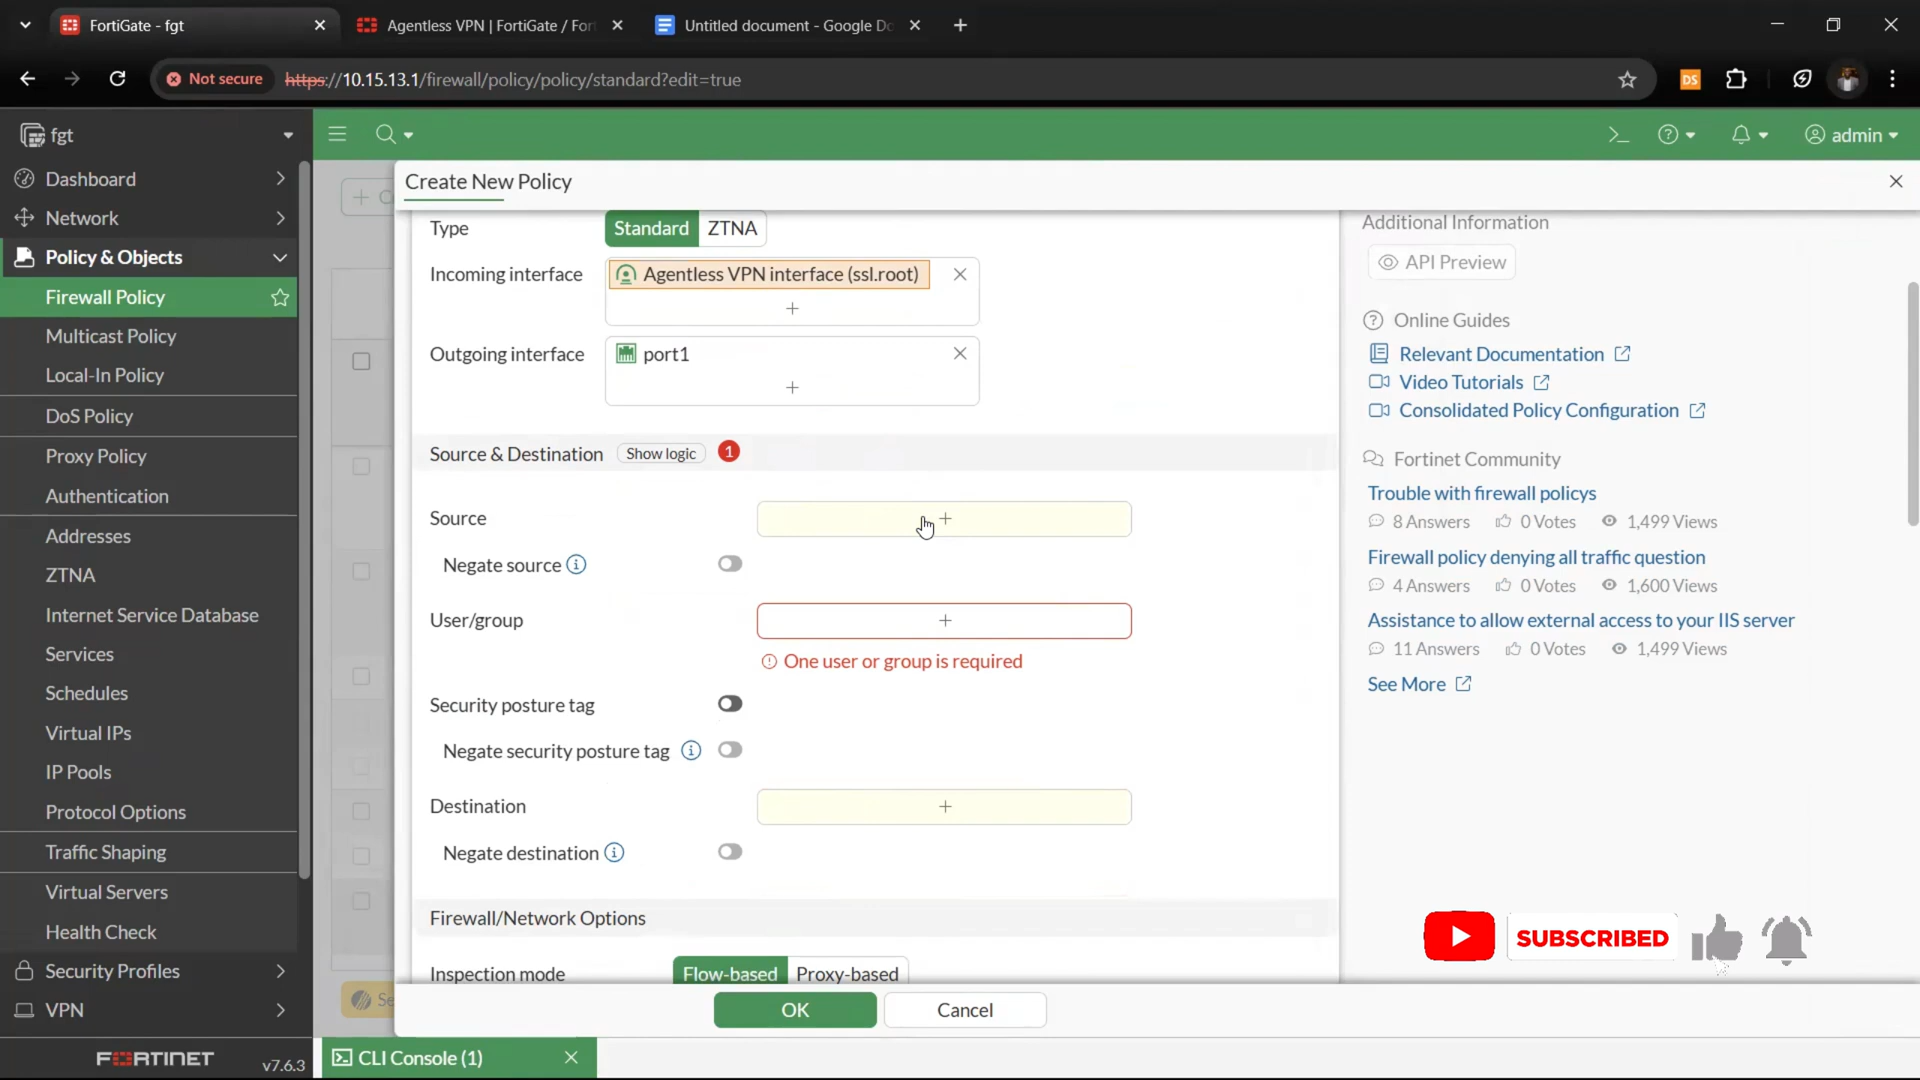 FortiGate - fgt
Agentless VPN | FortiGate / For
Untitled document - Google Do
Not secure
https://10.15.13.1/firewall/policy/policy/standard?edit=true
DS
fgt
admin
Dashboard
Network
Policy & Objects
Firewall Policy
Multicast Policy
Local-In Policy
DoS Policy
Proxy Policy
Authentication
Addresses
ZTNA
Internet Service Database
Services
Schedules
Virtual IPs
IP Pools
Protocol Options
Traffic Shaping
Virtual Servers
Health Check
Security Profiles
VPN
FORTINET v7.6.3
Create New Policy
Type Standard ZTNA
Incoming interface Agentless VPN interface (ssl.root)
Outgoing interface port1
Source & Destination Show logic 1
Source
Negate source
User/group
One user or group is required
Security posture tag
Negate security posture tag
Destination
Negate destination
Firewall/Network Options
Inspection mode Flow-based Proxy-based
OK Cancel
CLI Console (1)
Additional Information
API Preview
Online Guides
Relevant Documentation
Video Tutorials
Consolidated Policy Configuration
Fortinet Community
Trouble with firewall policys
8 Answers 0 Votes 1,499 Views
Firewall policy denying all traffic question
4 Answers 0 Votes 1,600 Views
Assistance to allow external access to your IIS server
11 Answers 0 Votes 1,499 Views
See More
SUBSCRIBED